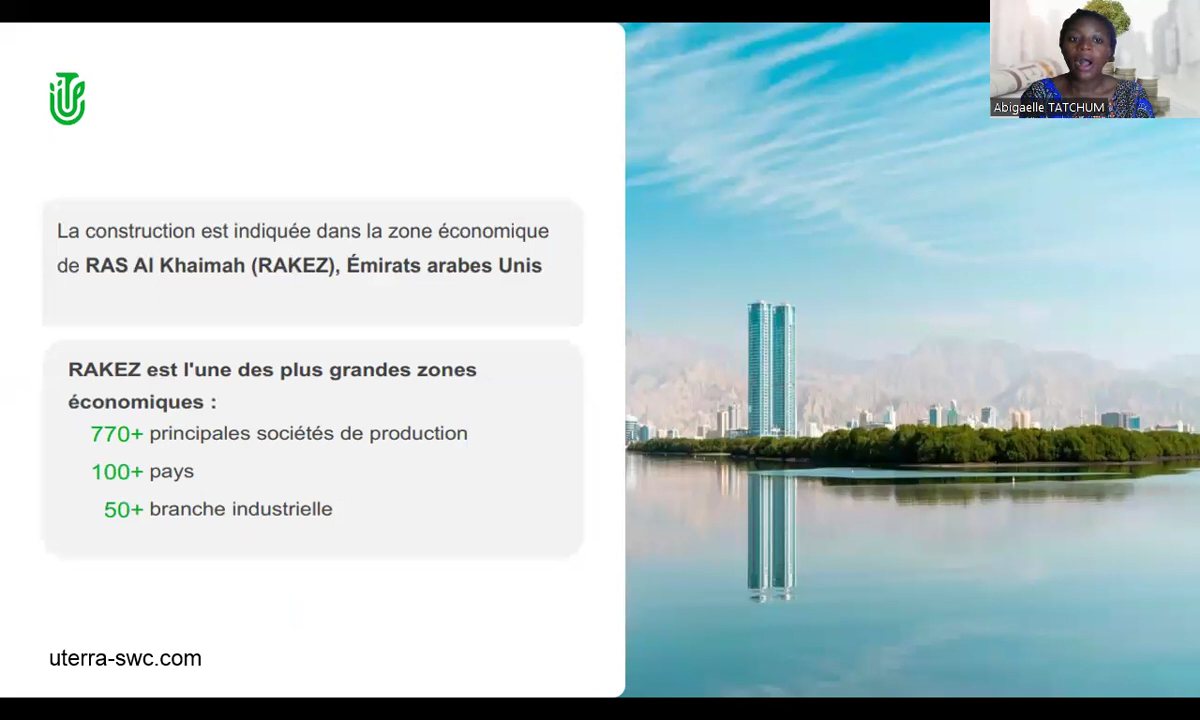 Abigaelle TATCHUM
La construction est indiquée dans la zone économique
de RAS Al Khaimah (RAKEZ), Émirats arabes Unis
RAKEZ est l'une des plus grandes zones
économiques :
770+ principales sociétés de production
100+ pays
50+ branche industrielle
uterra-swc.com